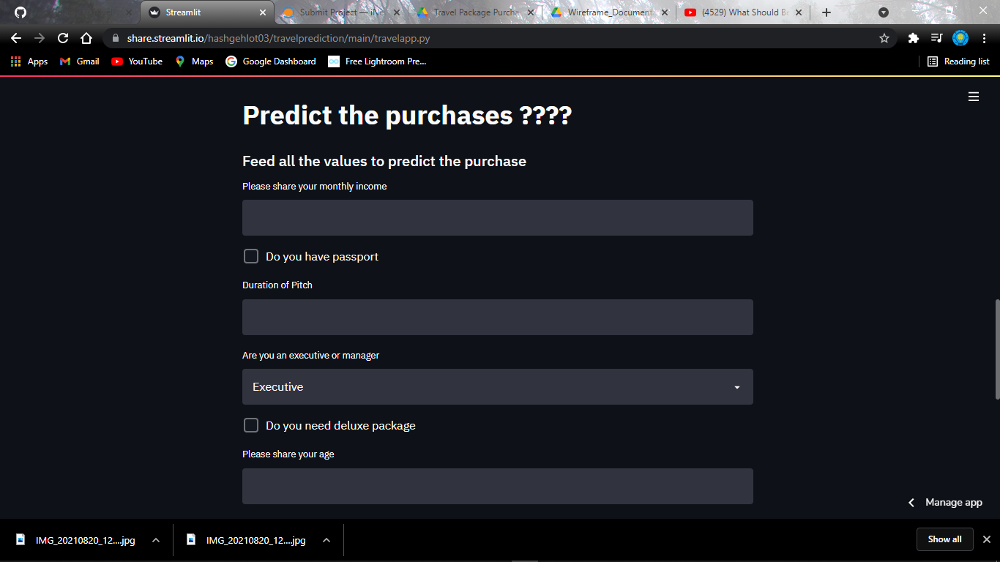 Streamlit
Submit Project — iNe
Travel Package Purcha
Wireframe_Document
(4529) What Should B
share.streamlit.io/hashgehlot03/travelprediction/main/travelapp.py
Apps
Gmail
YouTube
Maps
Google Dashboard
Free Lightroom Pre...
Reading list
Predict the purchases ????
Feed all the values to predict the purchase
Please share your monthly income
Do you have passport
Duration of Pitch
Are you an executive or manager
Executive
Do you need deluxe package
Please share your age
Manage app
IMG_20210820_12....jpg
IMG_20210820_12....jpg
Show all